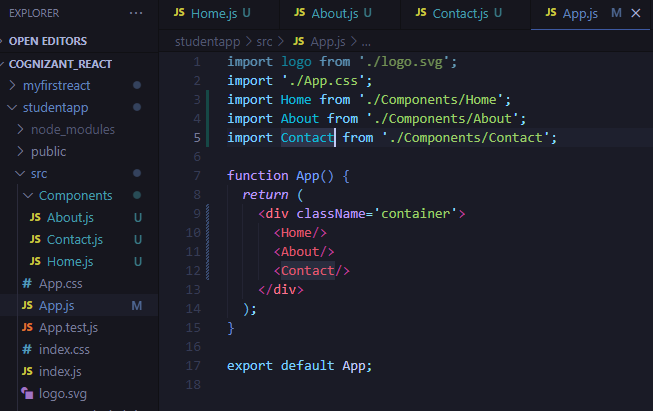 EXPLORER ...
OPEN EDITORS
COGNIZANT_REACT
myfirstreact
studentapp
node_modules
public
src
Components
JS About.js U
JS Contact.js U
JS Home.js U
# App.css
JS App.js M
JS App.test.js
# index.css
JS index.js
logo.svg
JS Home.js U
JS About.js U
JS Contact.js U
JS App.js M ×
studentapp > src > JS App.js > ...
1 import logo from './logo.svg';
2 import './App.css';
3 import Home from './Components/Home';
4 import About from './Components/About';
5 import Contact from './Components/Contact';
6
7 function App() {
8 return (
9 <div className='container'>
10 <Home/>
11 <About/>
12 <Contact/>
13 </div>
14 );
15 }
16
17 export default App;
18